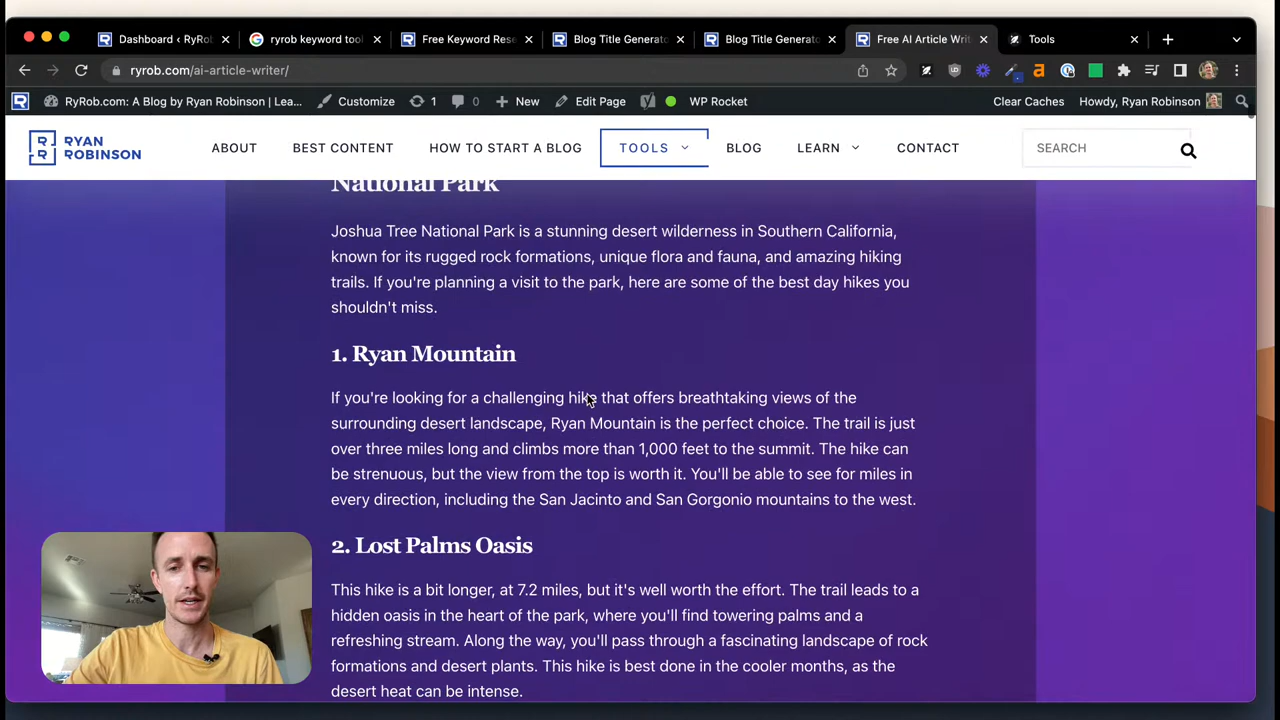 Dashboard ‹ RyRo
ryrob keyword too
Free Keyword Rese
Blog Title Generato
Blog Title Generato
Free AI Article Writ
Tools
ryrob.com/ai-article-writer/
RyRob.com: A Blog by Ryan Robinson | Lea...
Customize
1
0
New
Edit Page
WP Rocket
Clear Caches
Howdy, Ryan Robinson
RYAN
ROBINSON
ABOUT
BEST CONTENT
HOW TO START A BLOG
TOOLS
BLOG
LEARN
CONTACT
SEARCH
National Park
Joshua Tree National Park is a stunning desert wilderness in Southern California,
known for its rugged rock formations, unique flora and fauna, and amazing hiking
trails. If you're planning a visit to the park, here are some of the best day hikes you
shouldn't miss.
1. Ryan Mountain
If you're looking for a challenging hike that offers breathtaking views of the
surrounding desert landscape, Ryan Mountain is the perfect choice. The trail is just
over three miles long and climbs more than 1,000 feet to the summit. The hike can
be strenuous, but the view from the top is worth it. You'll be able to see for miles in
every direction, including the San Jacinto and San Gorgonio mountains to the west.
2. Lost Palms Oasis
This hike is a bit longer, at 7.2 miles, but it's well worth the effort. The trail leads to a
hidden oasis in the heart of the park, where you'll find towering palms and a
refreshing stream. Along the way, you'll pass through a fascinating landscape of rock
formations and desert plants. This hike is best done in the cooler months, as the
desert heat can be intense.